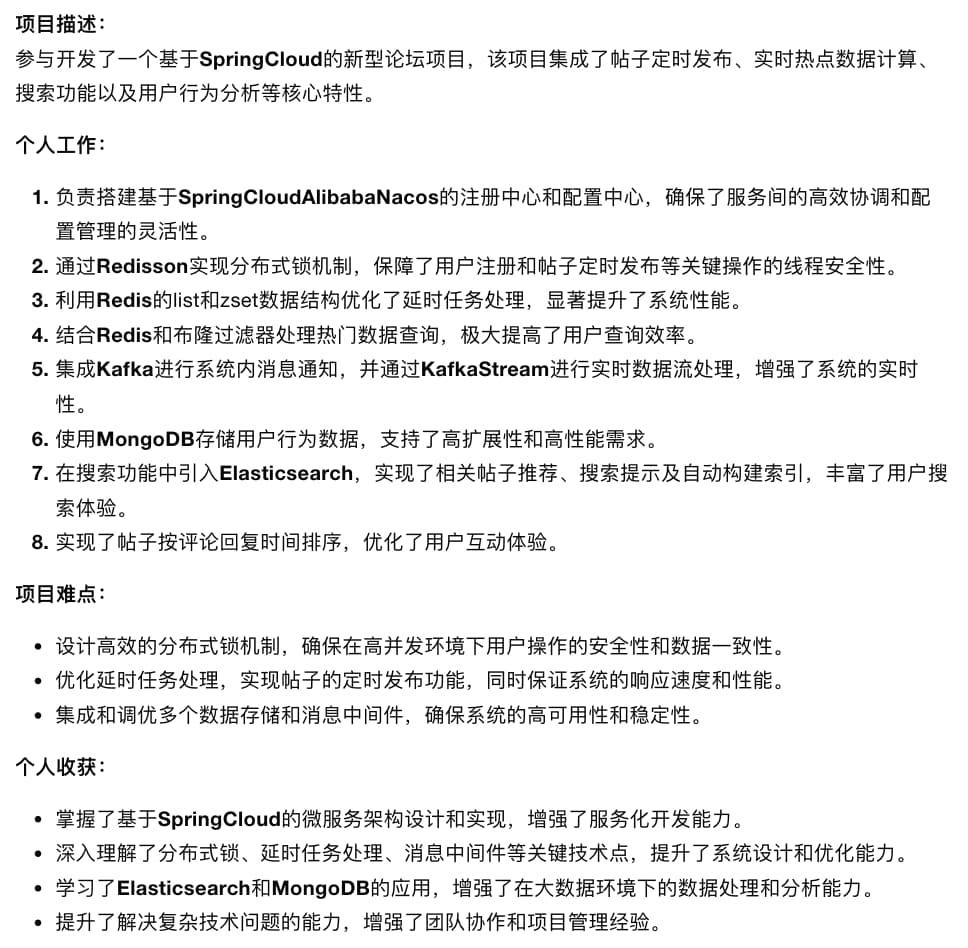 项目描述：
参与开发了一个基于SpringCloud的新型论坛项目，该项目集成了帖子定时发布、实时热点数据计算、
搜索功能以及用户行为分析等核心特性。
个人工作：
1. 负责搭建基于SpringCloudAlibabaNacos的注册中心和配置中心，确保了服务间的高效协调和配
置管理的灵活性。
2. 通过Redisson实现分布式锁机制，保障了用户注册和帖子定时发布等关键操作的线程安全性。
3. 利用Redis的list和zset数据结构优化了延时任务处理，显著提升了系统性能。
4. 结合Redis和布隆过滤器处理热门数据查询，极大提高了用户查询效率。
5. 集成Kafka进行系统内消息通知，并通过KafkaStream进行实时数据流处理，增强了系统的实时
性。
6. 使用MongoDB存储用户行为数据，支持了高扩展性和高性能需求。
7. 在搜索功能中引入Elasticsearch，实现了相关帖子推荐、搜索提示及自动构建索引，丰富了用户搜
索体验。
8. 实现了帖子按评论回复时间排序，优化了用户互动体验。
项目难点：
• 设计高效的分布式锁机制，确保在高并发环境下用户操作的安全性和数据一致性。
• 优化延时任务处理，实现帖子的定时发布功能，同时保证系统的响应速度和性能。
• 集成和调优多个数据存储和消息中间件，确保系统的高可用性和稳定性。
个人收获：
• 掌握了基于SpringCloud的微服务架构设计和实现，增强了服务化开发能力。
• 深入理解了分布式锁、延时任务处理、消息中间件等关键技术点，提升了系统设计和优化能力。
• 学习了Elasticsearch和MongoDB的应用，增强了在大数据环境下的数据处理和分析能力。
• 提升了解决复杂技术问题的能力，增强了团队协作和项目管理经验。